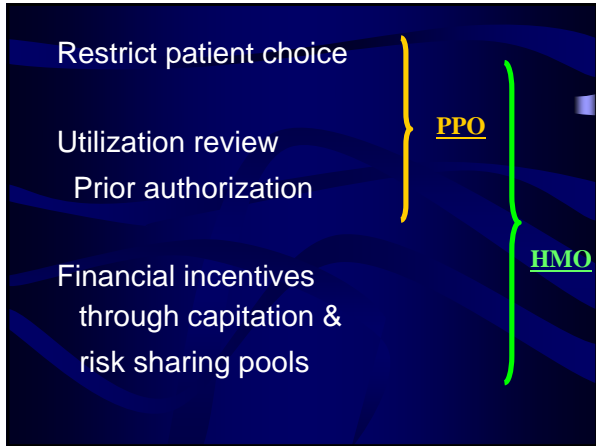 Restrict patient choice
PPO
Utilization review
Prior authorization
HMO
Financial incentives
through capitation &
risk sharing pools